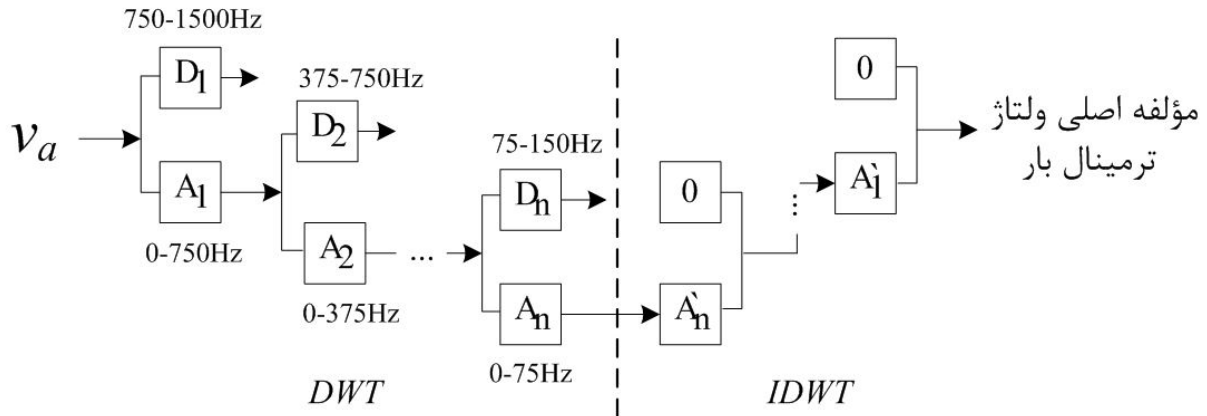 750-1500Hz
D1
375-750Hz
D2
va
A1
0-750Hz
A2
0-375Hz
...
75-150Hz
Dn
An
0-75Hz
DWT
0
A`n
...
0
A`1
مؤلفه اصلی ولتاژ
ترمینال بار
IDWT